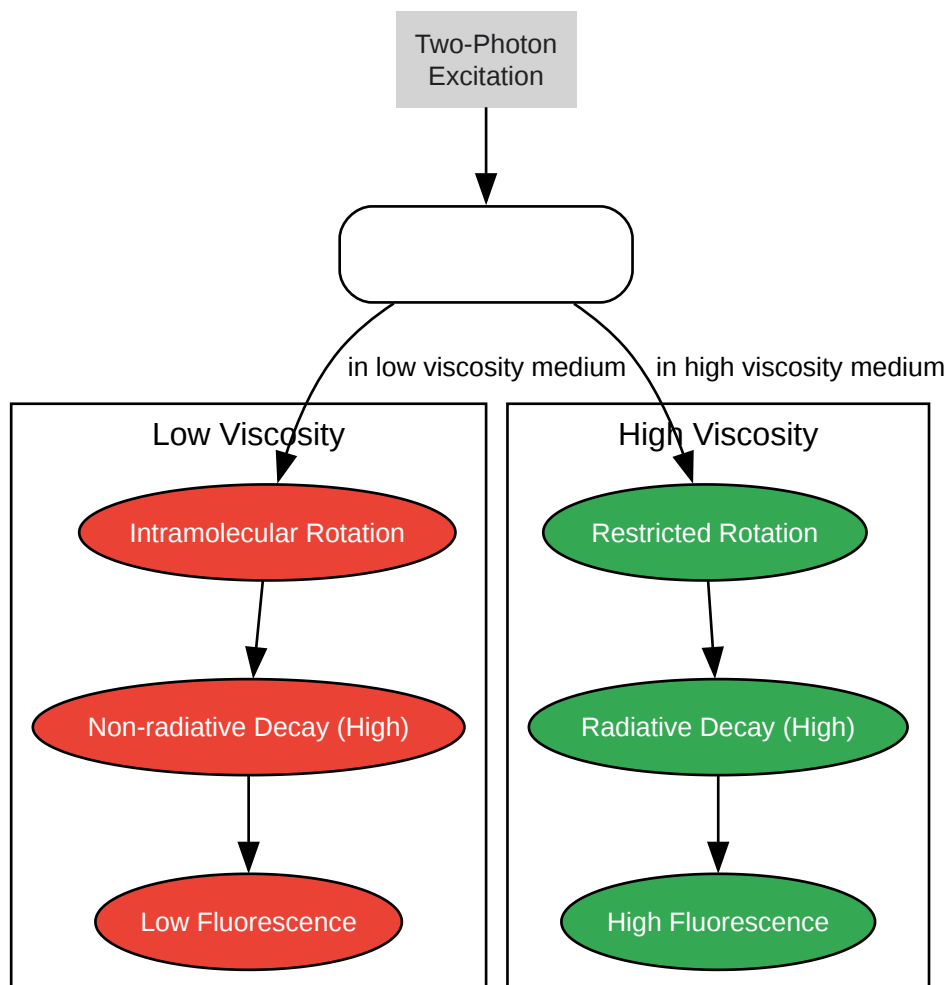 Two-Photon
Excitation
in low viscosity medium
in high viscosity medium
Low Viscosity
High Viscosity
Intramolecular Rotation
Restricted Rotation
Non-radiative Decay (High)
Radiative Decay (High)
Low Fluorescence
High Fluorescence